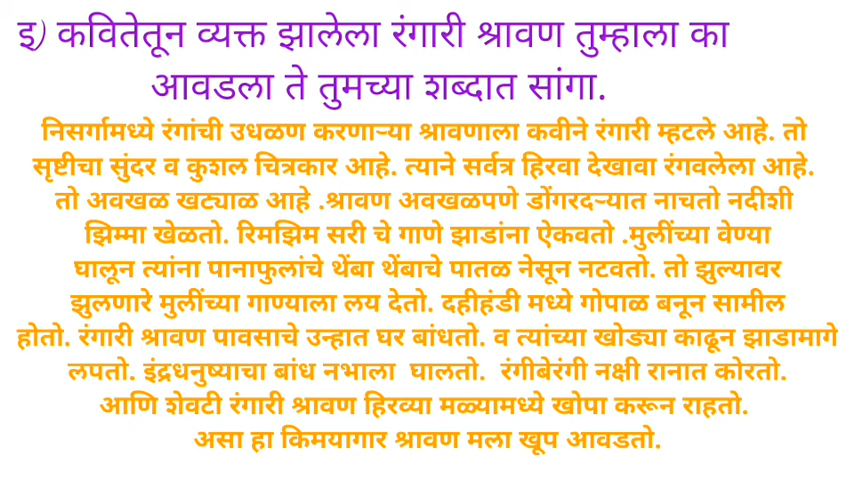 इ) कवितेतून व्यक्त झालेला रंगारी श्रावण तुम्हाला का
आवडला ते तुमच्या शब्दात सांगा.
निसर्गामध्ये रंगांची उधळण करणाऱ्या श्रावणाला कवीने रंगारी म्हटले आहे. तो
सृष्टीचा सुंदर व कुशल चित्रकार आहे. त्याने सर्वत्र हिरवा देखावा रंगवलेला आहे.
तो अवखळ खट्याळ आहे .श्रावण अवखळपणे डोंगरदऱ्यात नाचतो नदीशी
झिम्मा खेळतो. रिमझिम सरी चे गाणे झाडांना ऐकवतो .मुलींच्या वेण्या
घालून त्यांना पानाफुलांचे थेंबा थेंबाचे पातळ नेसून नटवतो. तो झुल्यावर
झुलणारे मुलींच्या गाण्याला लय देतो. दहीहंडी मध्ये गोपाळ बनून सामील
होतो. रंगारी श्रावण पावसाचे उन्हात घर बांधतो. व त्यांच्या खोड्या काढून झाडामागे
लपतो. इंद्रधनुष्याचा बांध नभाला घालतो. रंगीबेरंगी नक्षी रानात कोरतो.
आणि शेवटी रंगारी श्रावण हिरव्या मळ्यामध्ये खोपा करून राहतो.
असा हा किमयागार श्रावण मला खूप आवडतो.